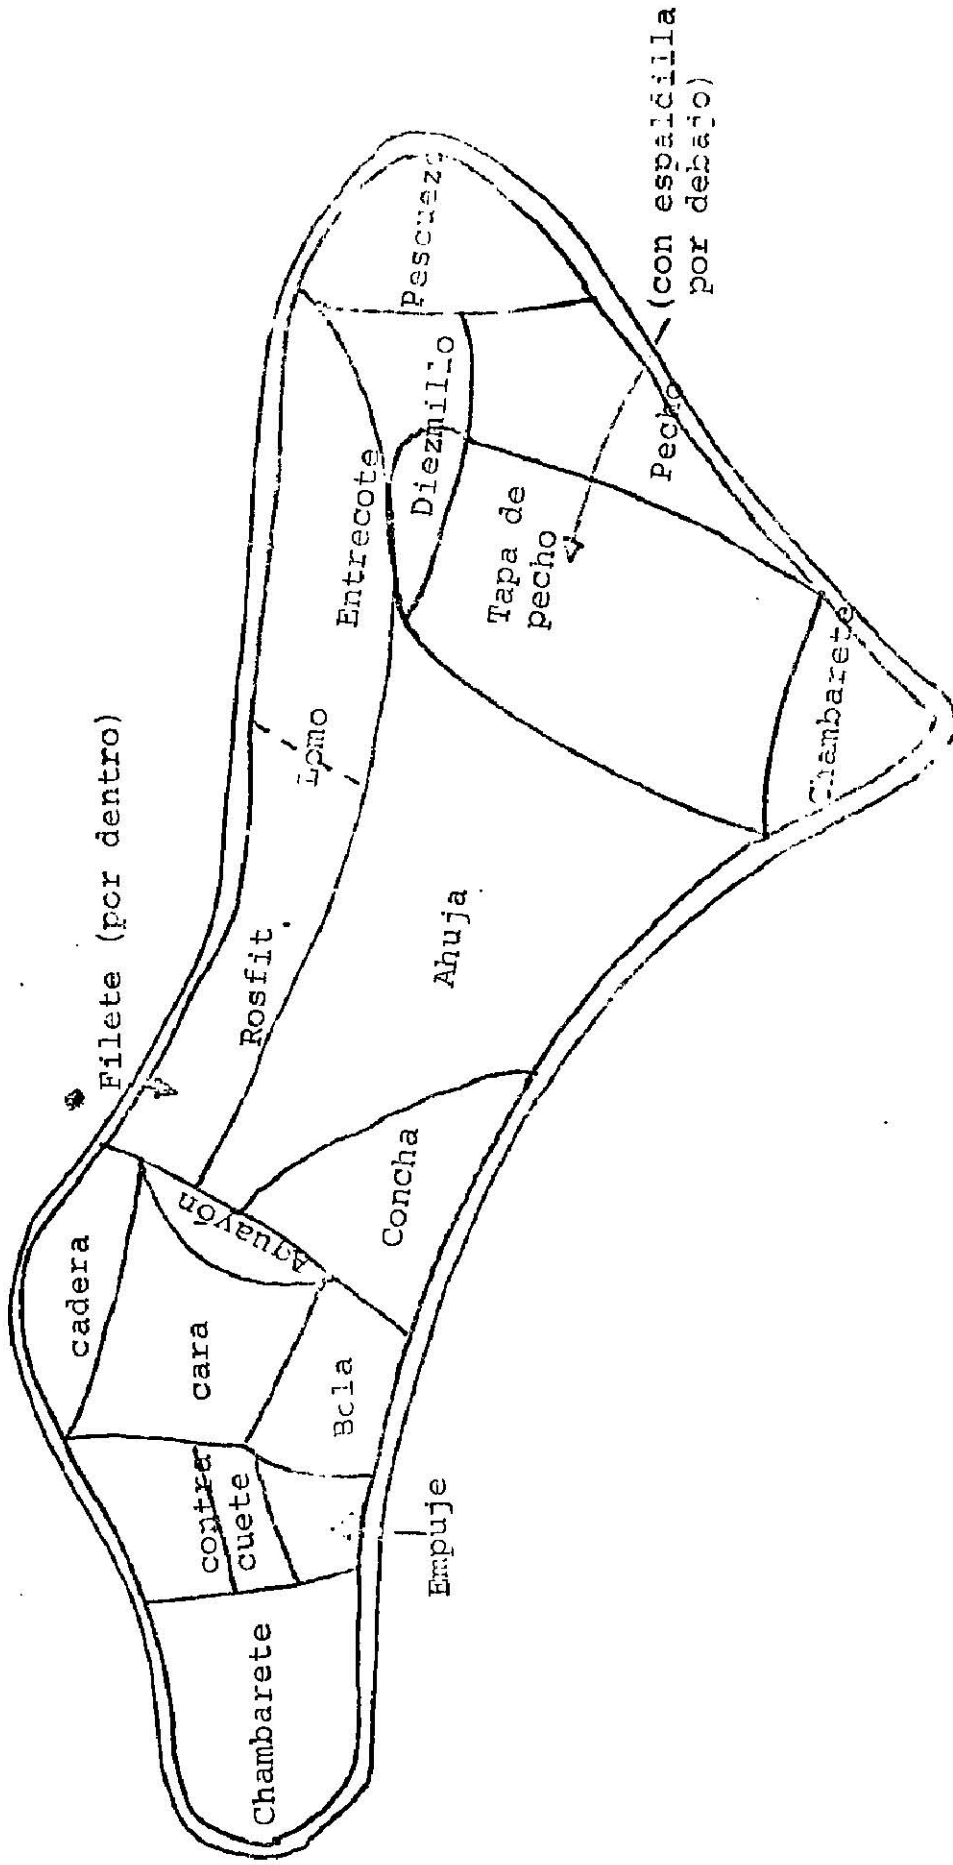 Filete (por dentro)
cadera
Aguayón
cara
contra
cuete
Bola
Empuje
Chambarete
Rosfit
Lomo
Entrecote
Concha
Ahuja
Diezmillo
Pescuezo
Tapa de
pecho
Pecho
(con espaldilla
por debajo)
Chambarete